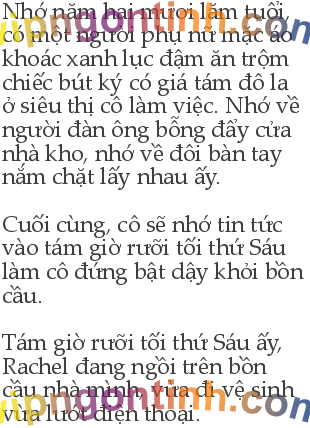 Nhớ năm hai mươi lăm tuổi,
có một người phụ nữ mặc áo
khoác xanh lục đậm ăn trộm
chiếc bút ký có giá tám đô la
ở siêu thị cô làm việc. Nhớ về
người đàn ông bỗng đẩy cửa
nhà kho, nhớ về đôi bàn tay
nắm chặt lấy nhau ấy.
Cuối cùng, cô sẽ nhớ tin tức
vào tám giờ rưỡi tối thứ Sáu
làm cô đứng bật dậy khỏi bồn
cầu.
Tám giờ rưỡi tối thứ Sáu ấy,
Rachel đang ngồi trên bồn
cầu nhà mình, vừa đi vệ sinh
vừa lướt điện thoại.
vipngontinh.com
vipngontinh.com